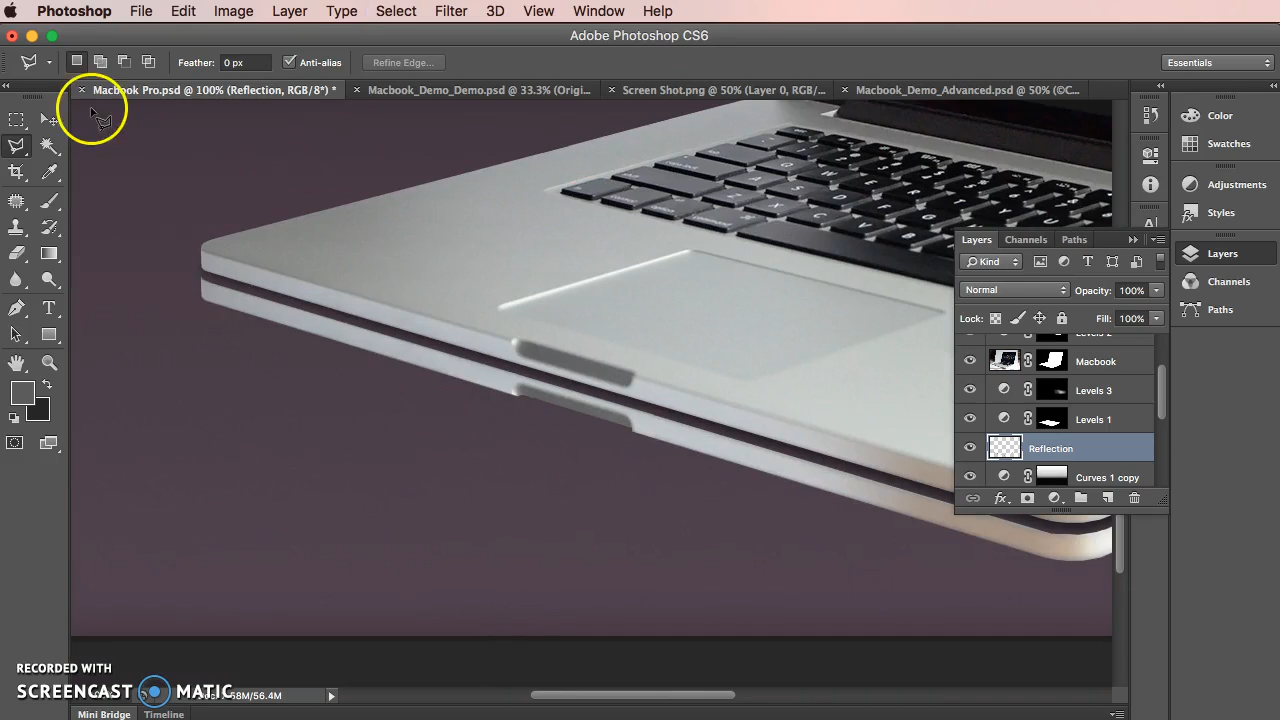 Photoshop File Edit Image Layer Type Select Filter 3D View Window Help
Adobe Photoshop CS6
Feather: 0 px Anti-alias Refine Edge... Essentials
Macbook Pro.psd @ 100% (Reflection, RGB/8*) * Macbook_Demo_Demo.psd @ 33.3% (Origi... Screen Shot.png @ 50% (Layer 0, RGB/... Macbook_Demo_Advanced.psd @ 50% (©C...
Color
Swatches
Adjustments
Styles
Layers
Channels
Paths
Layers Channels Paths
Kind
Normal Opacity: 100%
Lock: Fill: 100%
Macbook
Levels 3
Levels 1
Reflection
Curves 1 copy
RECORDED WITH
SCREENCAST MATIC
Mini Bridge Timeline